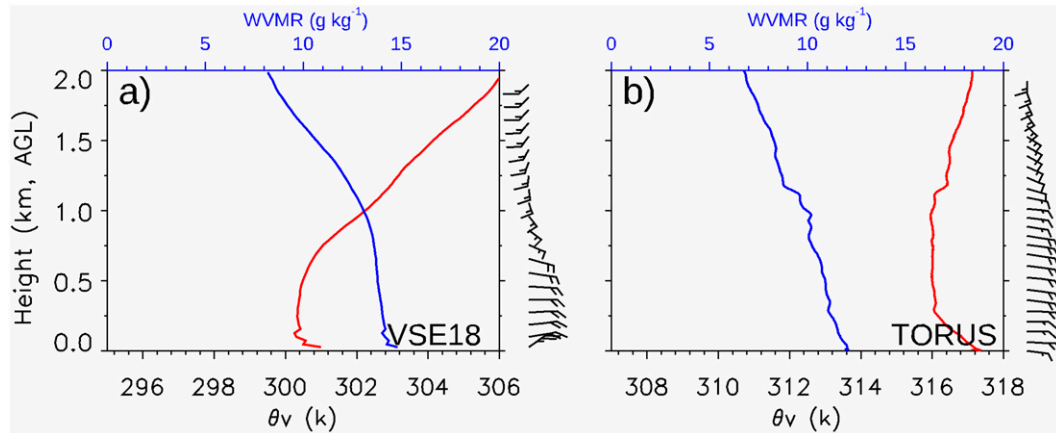 WVMR (g kg-1) WVMR (g kg-1)
0 5 10 15 20 0 5 10 15 20
2.0 a) b)
1.5
1.0
0.5
0.0 VSE18 TORUS
Height (km, AGL)
296 298 300 302 304 306 308 310 312 314 316 318
θv (k) θv (k)